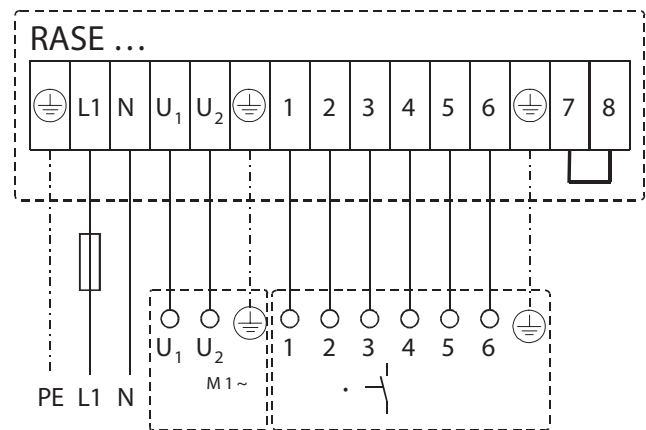 RASE …
L1 N U₁ U₂ 1 2 3 4 5 6 7 8
U₁ U₂ 1 2 3 4 5 6
M 1 ~
PE L1 N